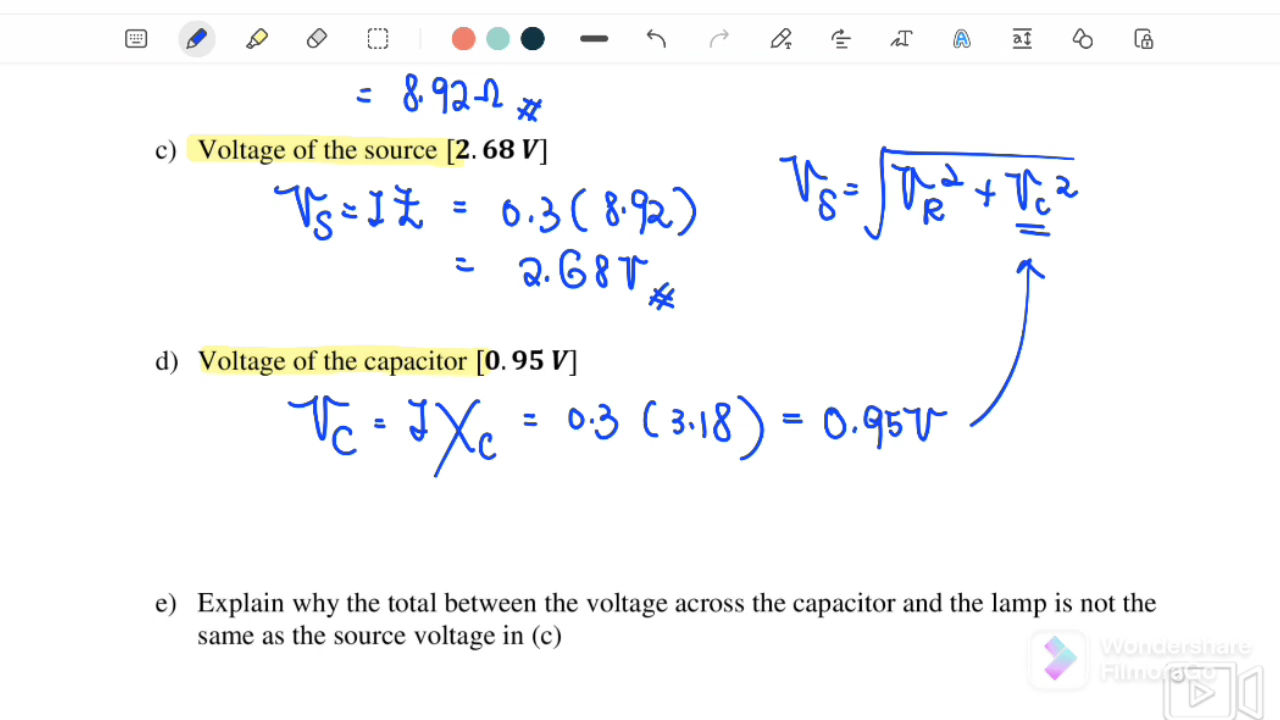 = 8.92Ω #
c) Voltage of the source [2.68 V]
V_S = IZ = 0.3 (8.92)
= 2.68V #
V_S = √(V_R² + V_C²)
d) Voltage of the capacitor [0.95 V]
V_C = IX_C = 0.3 (3.18) = 0.95V
e) Explain why the total between the voltage across the capacitor and the lamp is not the
same as the source voltage in (c)
Wondershare
FilmoraGo